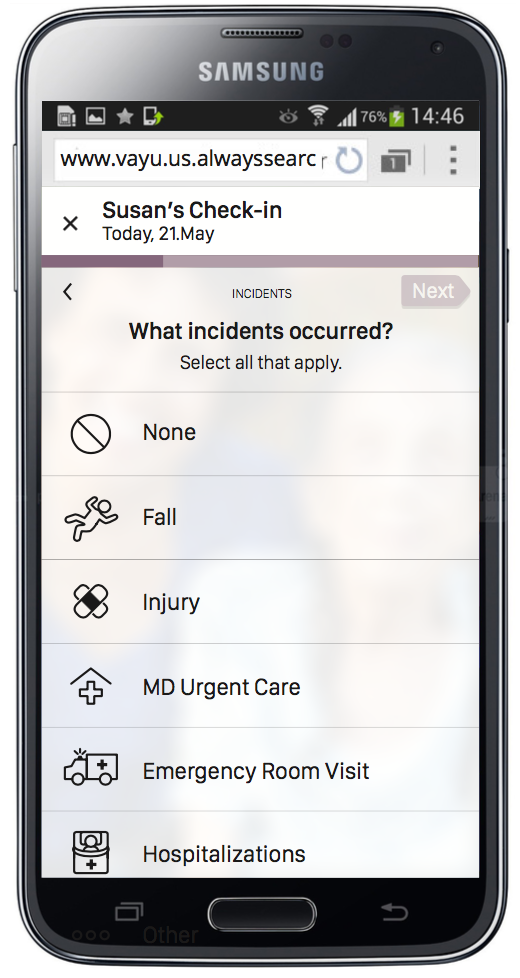 SAMSUNG
76% 14:46
www.vayu.us.alwayssearc r
1
Susan's Check-in
Today, 21.May
INCIDENTS
Next
What incidents occurred?
Select all that apply.
None
Fall
Injury
MD Urgent Care
Emergency Room Visit
Hospitalizations
Other